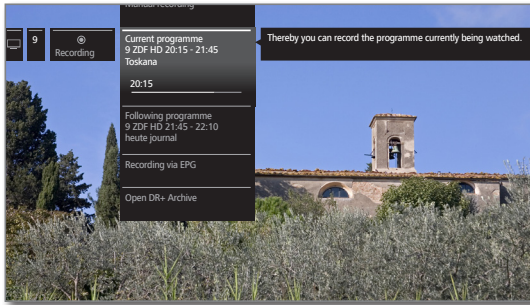 Manual recording
9
Recording
Current programme
9 ZDF HD 20:15 - 21:45
Toskana
20:15
Thereby you can record the programme currently being watched.
Following programme
9 ZDF HD 21:45 - 22:10
heute journal
Recording via EPG
Open DR+ Archive